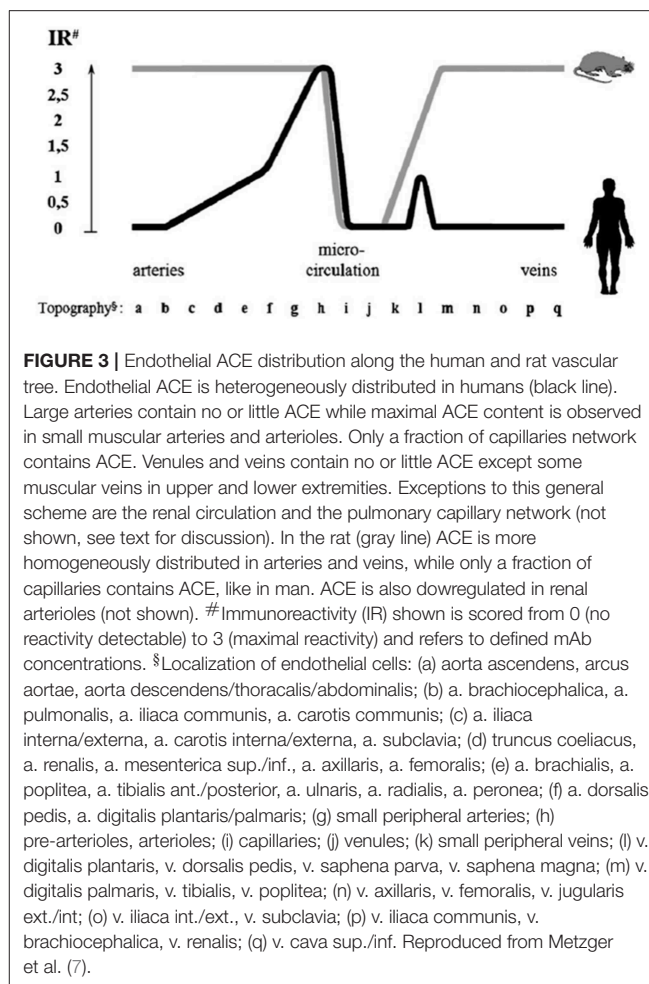 IR#
3
2,5
2
1,5
1
0,5
0
micro-
arteries circulation veins
Topography§: a b c d e f g h i j k l m n o p q
FIGURE 3 | Endothelial ACE distribution along the human and rat vascular
tree. Endothelial ACE is heterogeneously distributed in humans (black line).
Large arteries contain no or little ACE while maximal ACE content is observed
in small muscular arteries and arterioles. Only a fraction of capillaries network
contains ACE. Venules and veins contain no or little ACE except some
muscular veins in upper and lower extremities. Exceptions to this general
scheme are the renal circulation and the pulmonary capillary network (not
shown, see text for discussion). In the rat (gray line) ACE is more
homogeneously distributed in arteries and veins, while only a fraction of
capillaries contains ACE, like in man. ACE is also dowregulated in renal
arterioles (not shown). #Immunoreactivity (IR) shown is scored from 0 (no
reactivity detectable) to 3 (maximal reactivity) and refers to defined mAb
concentrations. §Localization of endothelial cells: (a) aorta ascendens, arcus
aortae, aorta descendens/thoracalis/abdominalis; (b) a. brachiocephalica, a.
pulmonalis, a. iliaca communis, a. carotis communis; (c) a. iliaca
interna/externa, a. carotis interna/externa, a. subclavia; (d) truncus coeliacus,
a. renalis, a. mesenterica sup./inf., a. axillaris, a. femoralis; (e) a. brachialis, a.
poplitea, a. tibialis ant./posterior, a. ulnaris, a. radialis, a. peronea; (f) a. dorsalis
pedis, a. digitalis plantaris/palmaris; (g) small peripheral arteries; (h)
pre-arterioles, arterioles; (i) capillaries; (j) venules; (k) small peripheral veins; (l) v.
digitalis plantaris, v. dorsalis pedis, v. saphena parva, v. saphena magna; (m) v.
digitalis palmaris, v. tibialis, v. poplitea; (n) v. axillaris, v. femoralis, v. jugularis
ext./int; (o) v. iliaca int./ext., v. subclavia; (p) v. iliaca communis, v.
brachiocephalica, v. renalis; (q) v. cava sup./inf. Reproduced from Metzger
et al. (7).